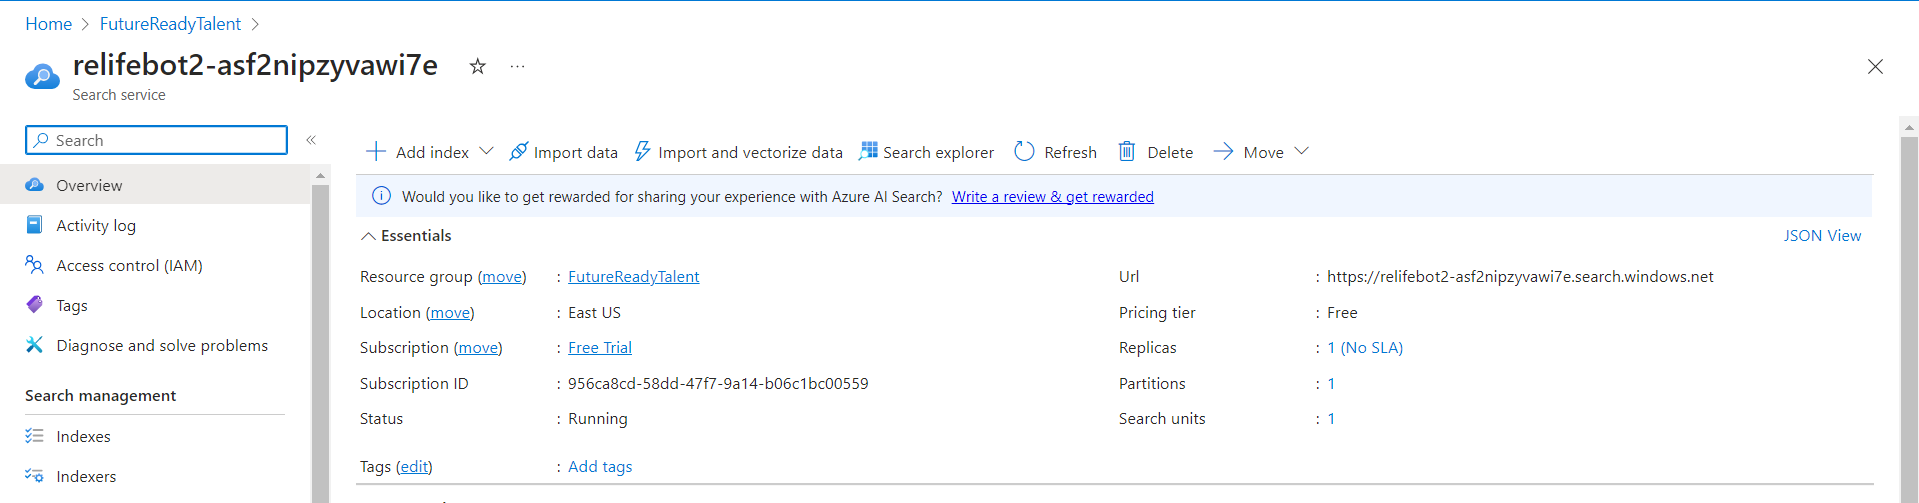 Home > FutureReadyTalent >
relifebot2-asf2nipzyvawi7e ...
Search service
Search
Overview
Activity log
Access control (IAM)
Tags
Diagnose and solve problems
Search management
Indexes
Indexers
Add index Import data Import and vectorize data Search explorer Refresh Delete Move
Would you like to get rewarded for sharing your experience with Azure AI Search? Write a review & get rewarded
Essentials JSON View
Resource group (move) : FutureReadyTalent
Location (move) : East US
Subscription (move) : Free Trial
Subscription ID : 956ca8cd-58dd-47f7-9a14-b06c1bc00559
Status : Running
Url : https://relifebot2-asf2nipzyvawi7e.search.windows.net
Pricing tier : Free
Replicas : 1 (No SLA)
Partitions : 1
Search units : 1
Tags (edit) : Add tags